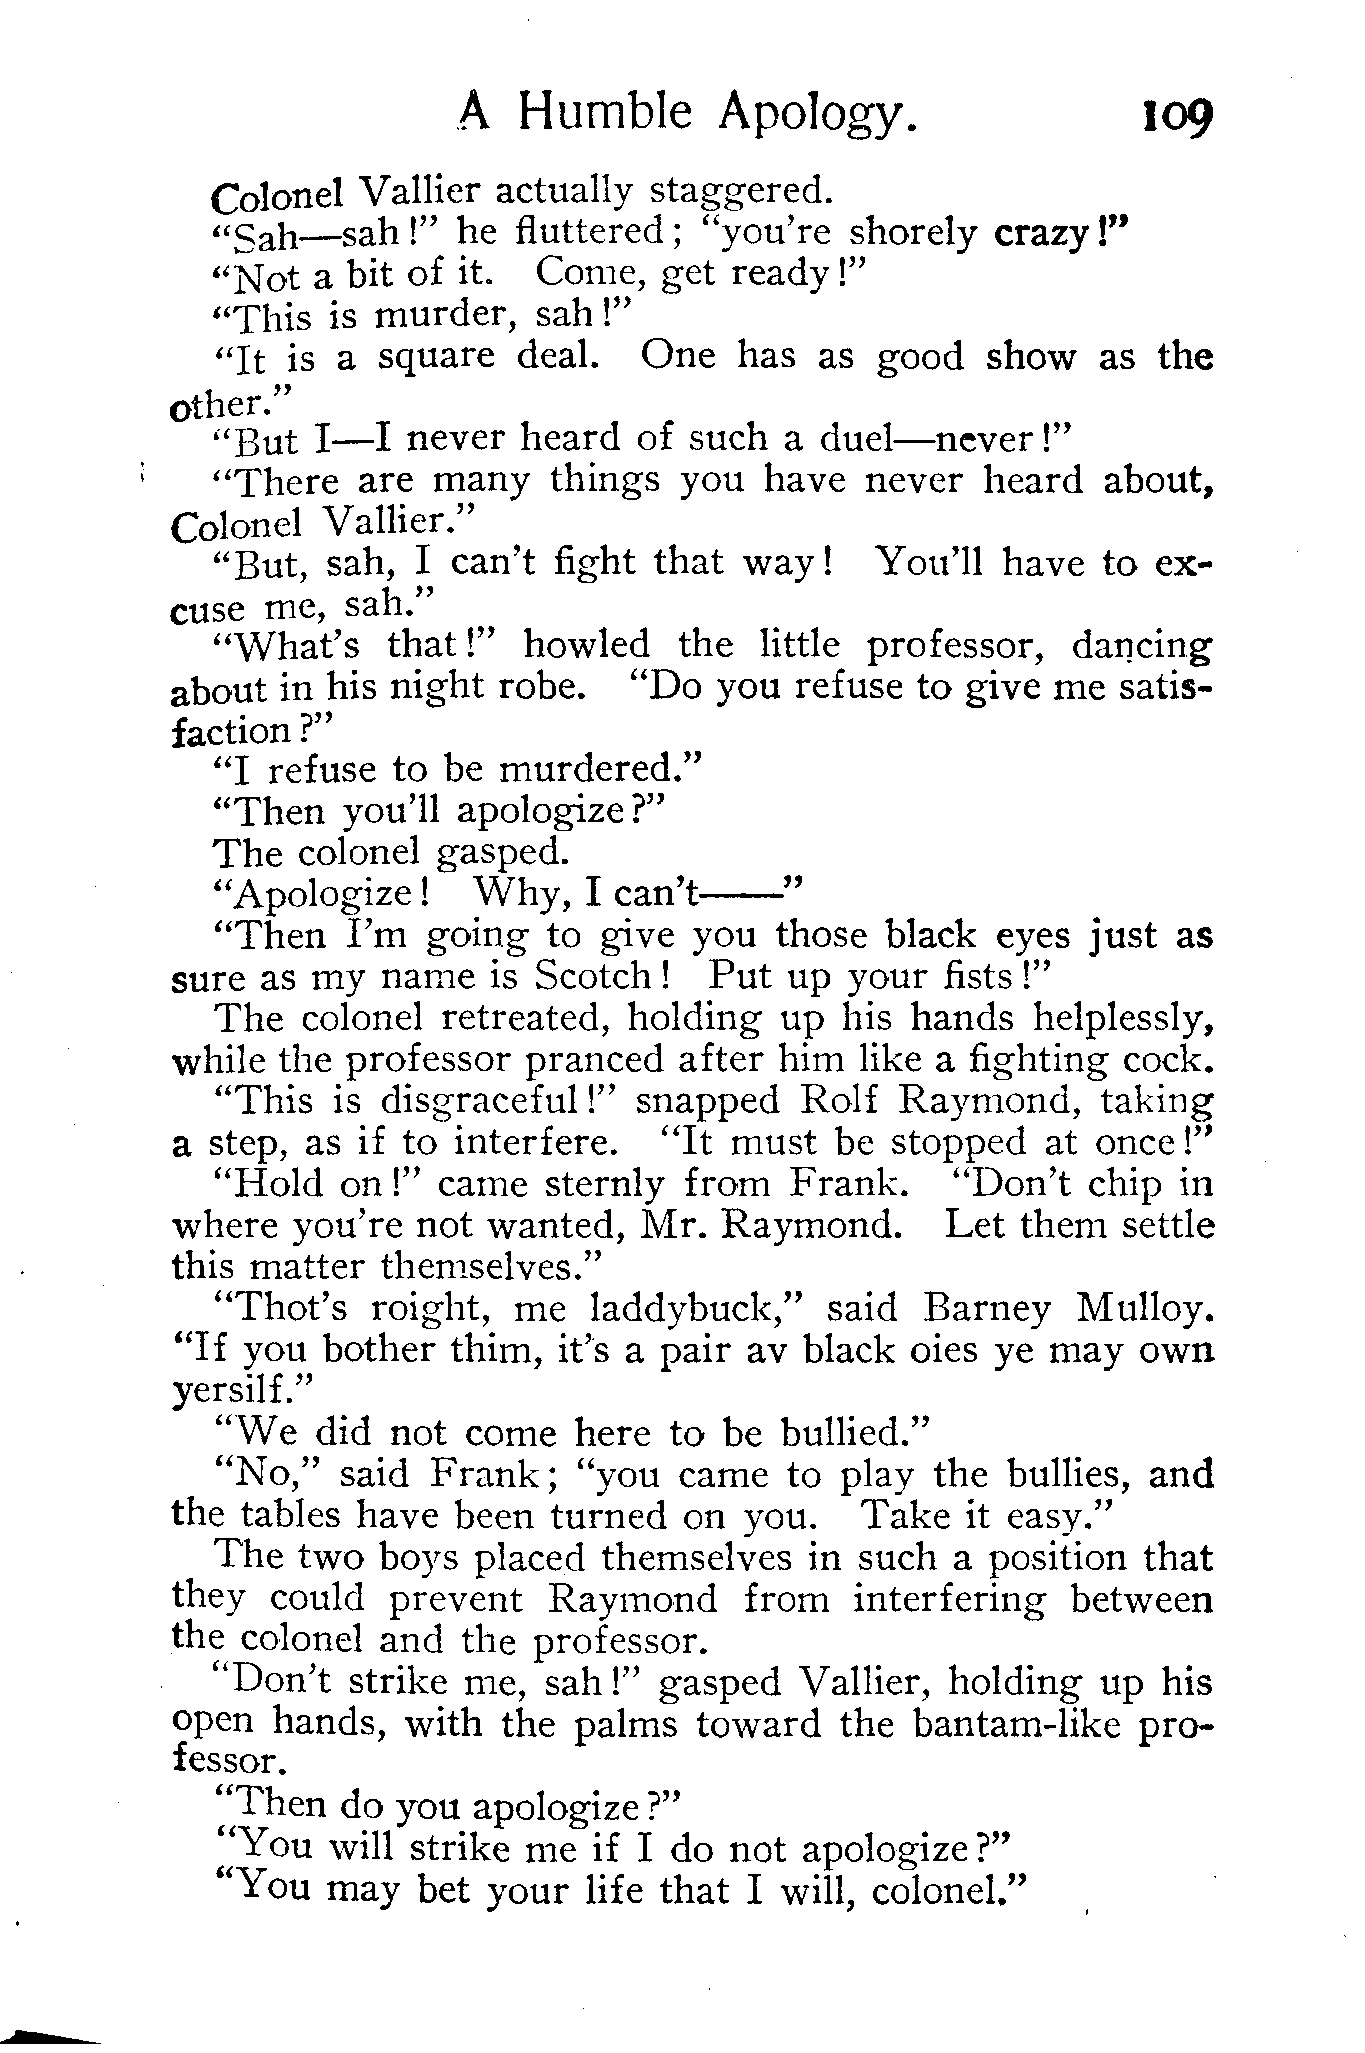 A Humble Apology. 109
Colonel Vallier actually staggered.
“Sah—sah!” he fluttered; “you're shorely crazy!”
“Not a bit of it. Come, get ready!”
“This is murder, sah!”
“It is a square deal. One has as good show as the
other.”
“But I—I never heard of such a duel—never!”
“There are many things you have never heard about,
Colonel Vallier.”
“But, sah, I can't fight that way! You'll have to ex-
cuse me, sah.”
“What's that!” howled the little professor, dancing
about in his night robe. “Do you refuse to give me satis-
faction?”
“I refuse to be murdered.”
“Then you'll apologize?”
The colonel gasped.
“Apologize! Why, I can't——”
“Then I'm going to give you those black eyes just as
sure as my name is Scotch! Put up your fists!”
The colonel retreated, holding up his hands helplessly,
while the professor pranced after him like a fighting cock.
“This is disgraceful!” snapped Rolf Raymond, taking
a step, as if to interfere. “It must be stopped at once!”
“Hold on!” came sternly from Frank. “Don't chip in
where you're not wanted, Mr. Raymond. Let them settle
this matter themselves.”
“Thot's roight, me laddybuck,” said Barney Mulloy.
“If you bother thim, it's a pair av black oies ye may own
yersilf.”
“We did not come here to be bullied.”
“No,” said Frank; “you came to play the bullies, and
the tables have been turned on you. Take it easy.”
The two boys placed themselves in such a position that
they could prevent Raymond from interfering between
the colonel and the professor.
“Don't strike me, sah!” gasped Vallier, holding up his
open hands, with the palms toward the bantam-like pro-
fessor.
“Then do you apologize?”
“You will strike me if I do not apologize?”
“You may bet your life that I will, colonel.”